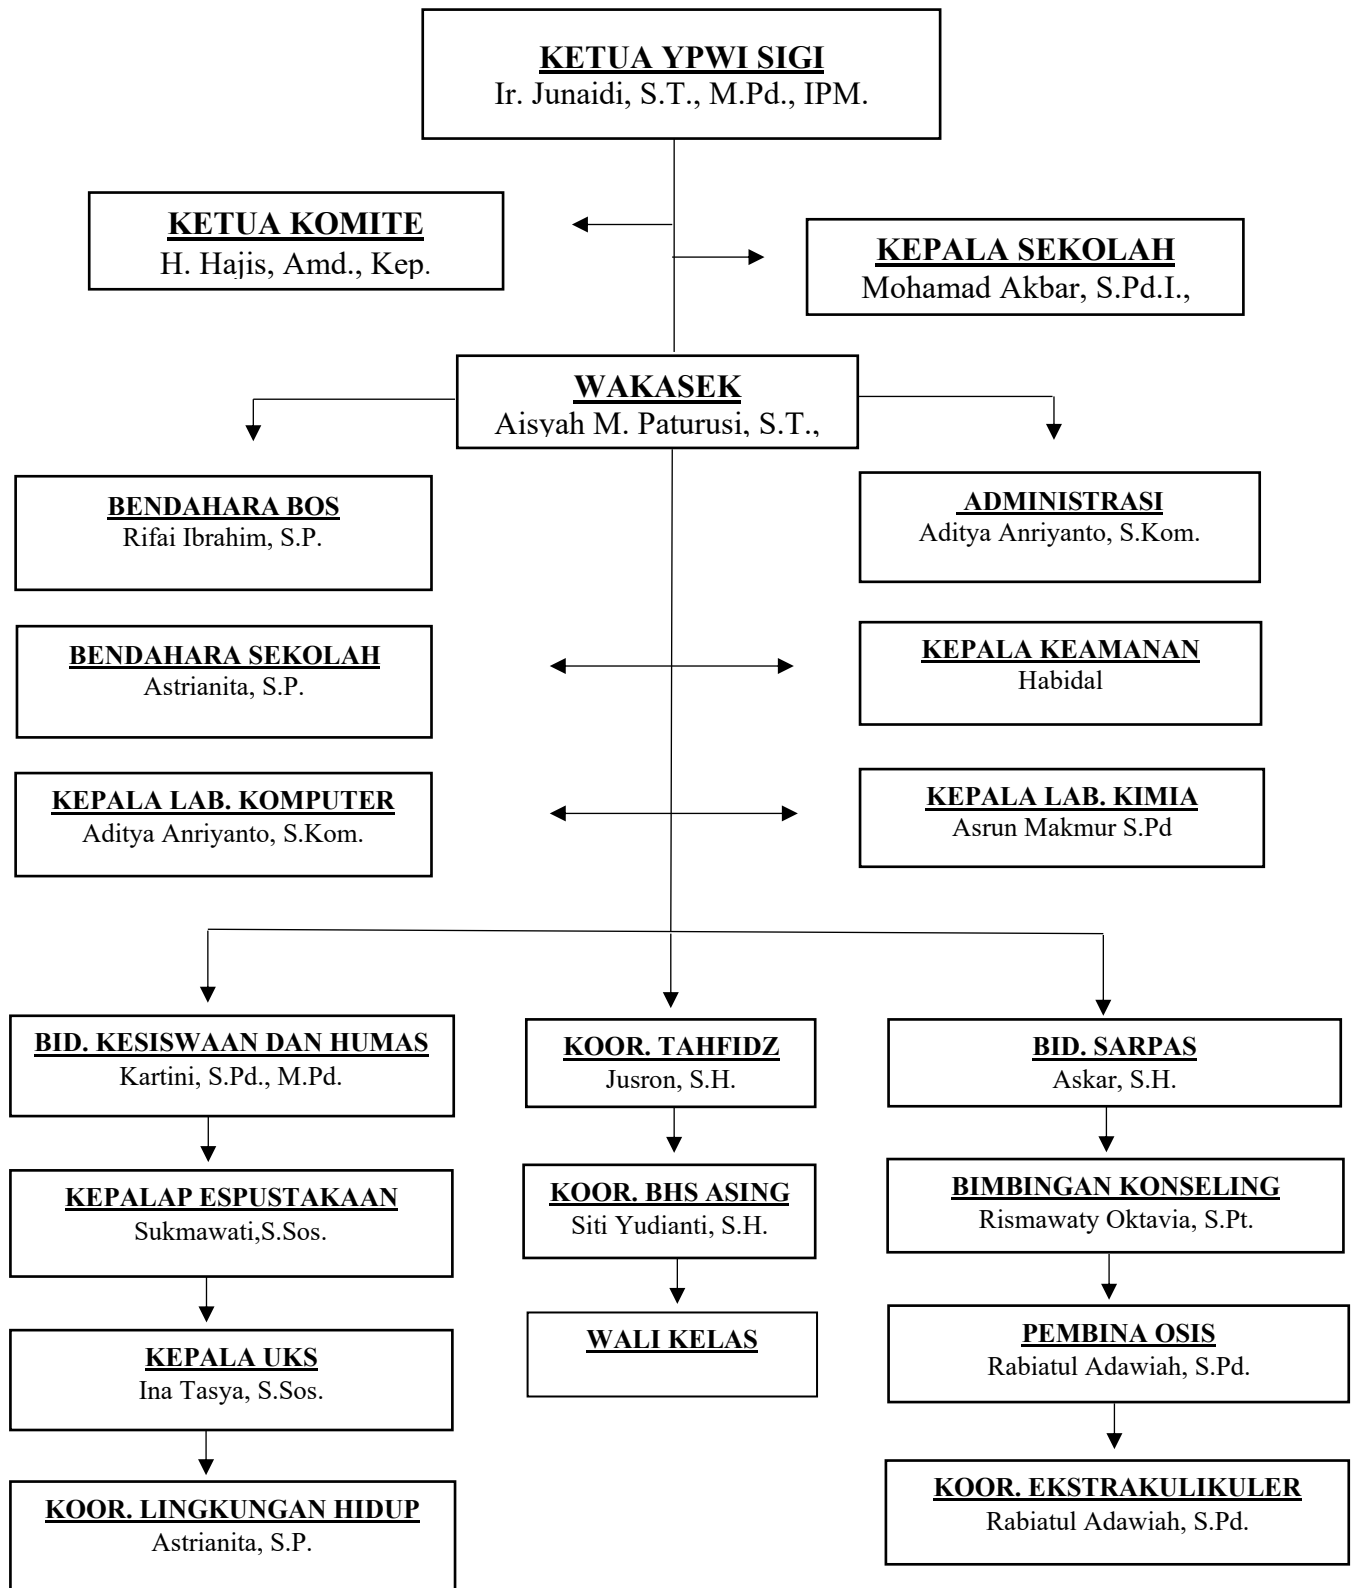 KETUA YPWI SIGI
Ir. Junaidi, S.T., M.Pd., IPM.
KETUA KOMITE
H. Hajis, Amd., Kep.
KEPALA SEKOLAH
Mohamad Akbar, S.Pd.I.,
WAKASEK
Aisyah M. Paturusi, S.T.,
BENDAHARA BOS
Rifai Ibrahim, S.P.
ADMINISTRASI
Aditya Anriyanto, S.Kom.
BENDAHARA SEKOLAH
Astrianita, S.P.
KEPALA KEAMANAN
Habidal
KEPALA LAB. KOMPUTER
Aditya Anriyanto, S.Kom.
KEPALA LAB. KIMIA
Asrun Makmur S.Pd
BID. KESISWAAN DAN HUMAS
Kartini, S.Pd., M.Pd.
KOOR. TAHFIDZ
Jusron, S.H.
BID. SARPAS
Askar, S.H.
KEPALAP ESPUSTAKAAN
Sukmawati,S.Sos.
KOOR. BHS ASING
Siti Yudianti, S.H.
BIMBINGAN KONSELING
Rismawaty Oktavia, S.Pt.
KEPALA UKS
Ina Tasya, S.Sos.
WALI KELAS
PEMBINA OSIS
Rabiatul Adawiah, S.Pd.
KOOR. LINGKUNGAN HIDUP
Astrianita, S.P.
KOOR. EKSTRAKULIKULER
Rabiatul Adawiah, S.Pd.